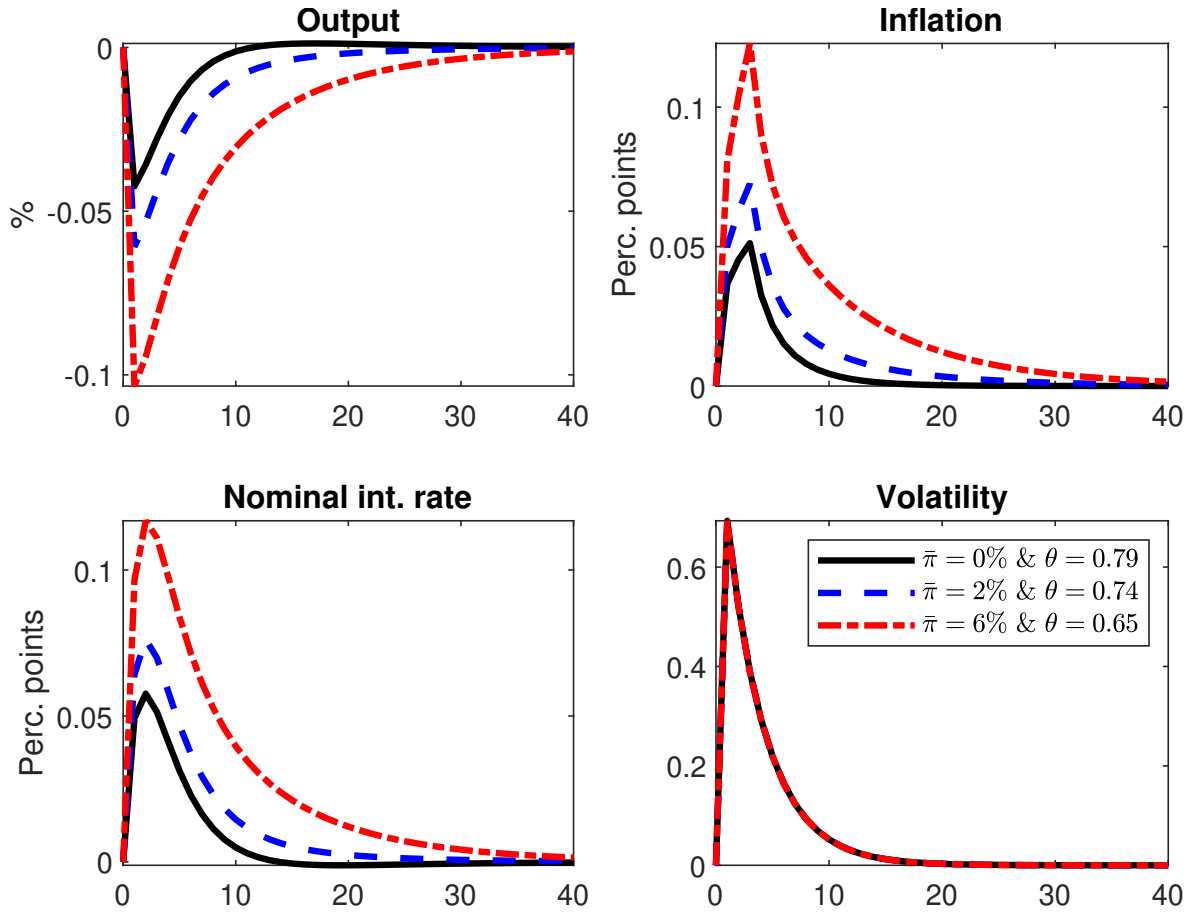 Output
0
-0.05
-0.1
%
0 10 20 30 40
Inflation
0.1
0.05
0
Perc. points
0 10 20 30 40
Nominal int. rate
0.1
0.05
0
Perc. points
0 10 20 30 40
Volatility
0.6
0.4
0.2
0
0 10 20 30 40
π̄ = 0% & θ = 0.79
π̄ = 2% & θ = 0.74
π̄ = 6% & θ = 0.65